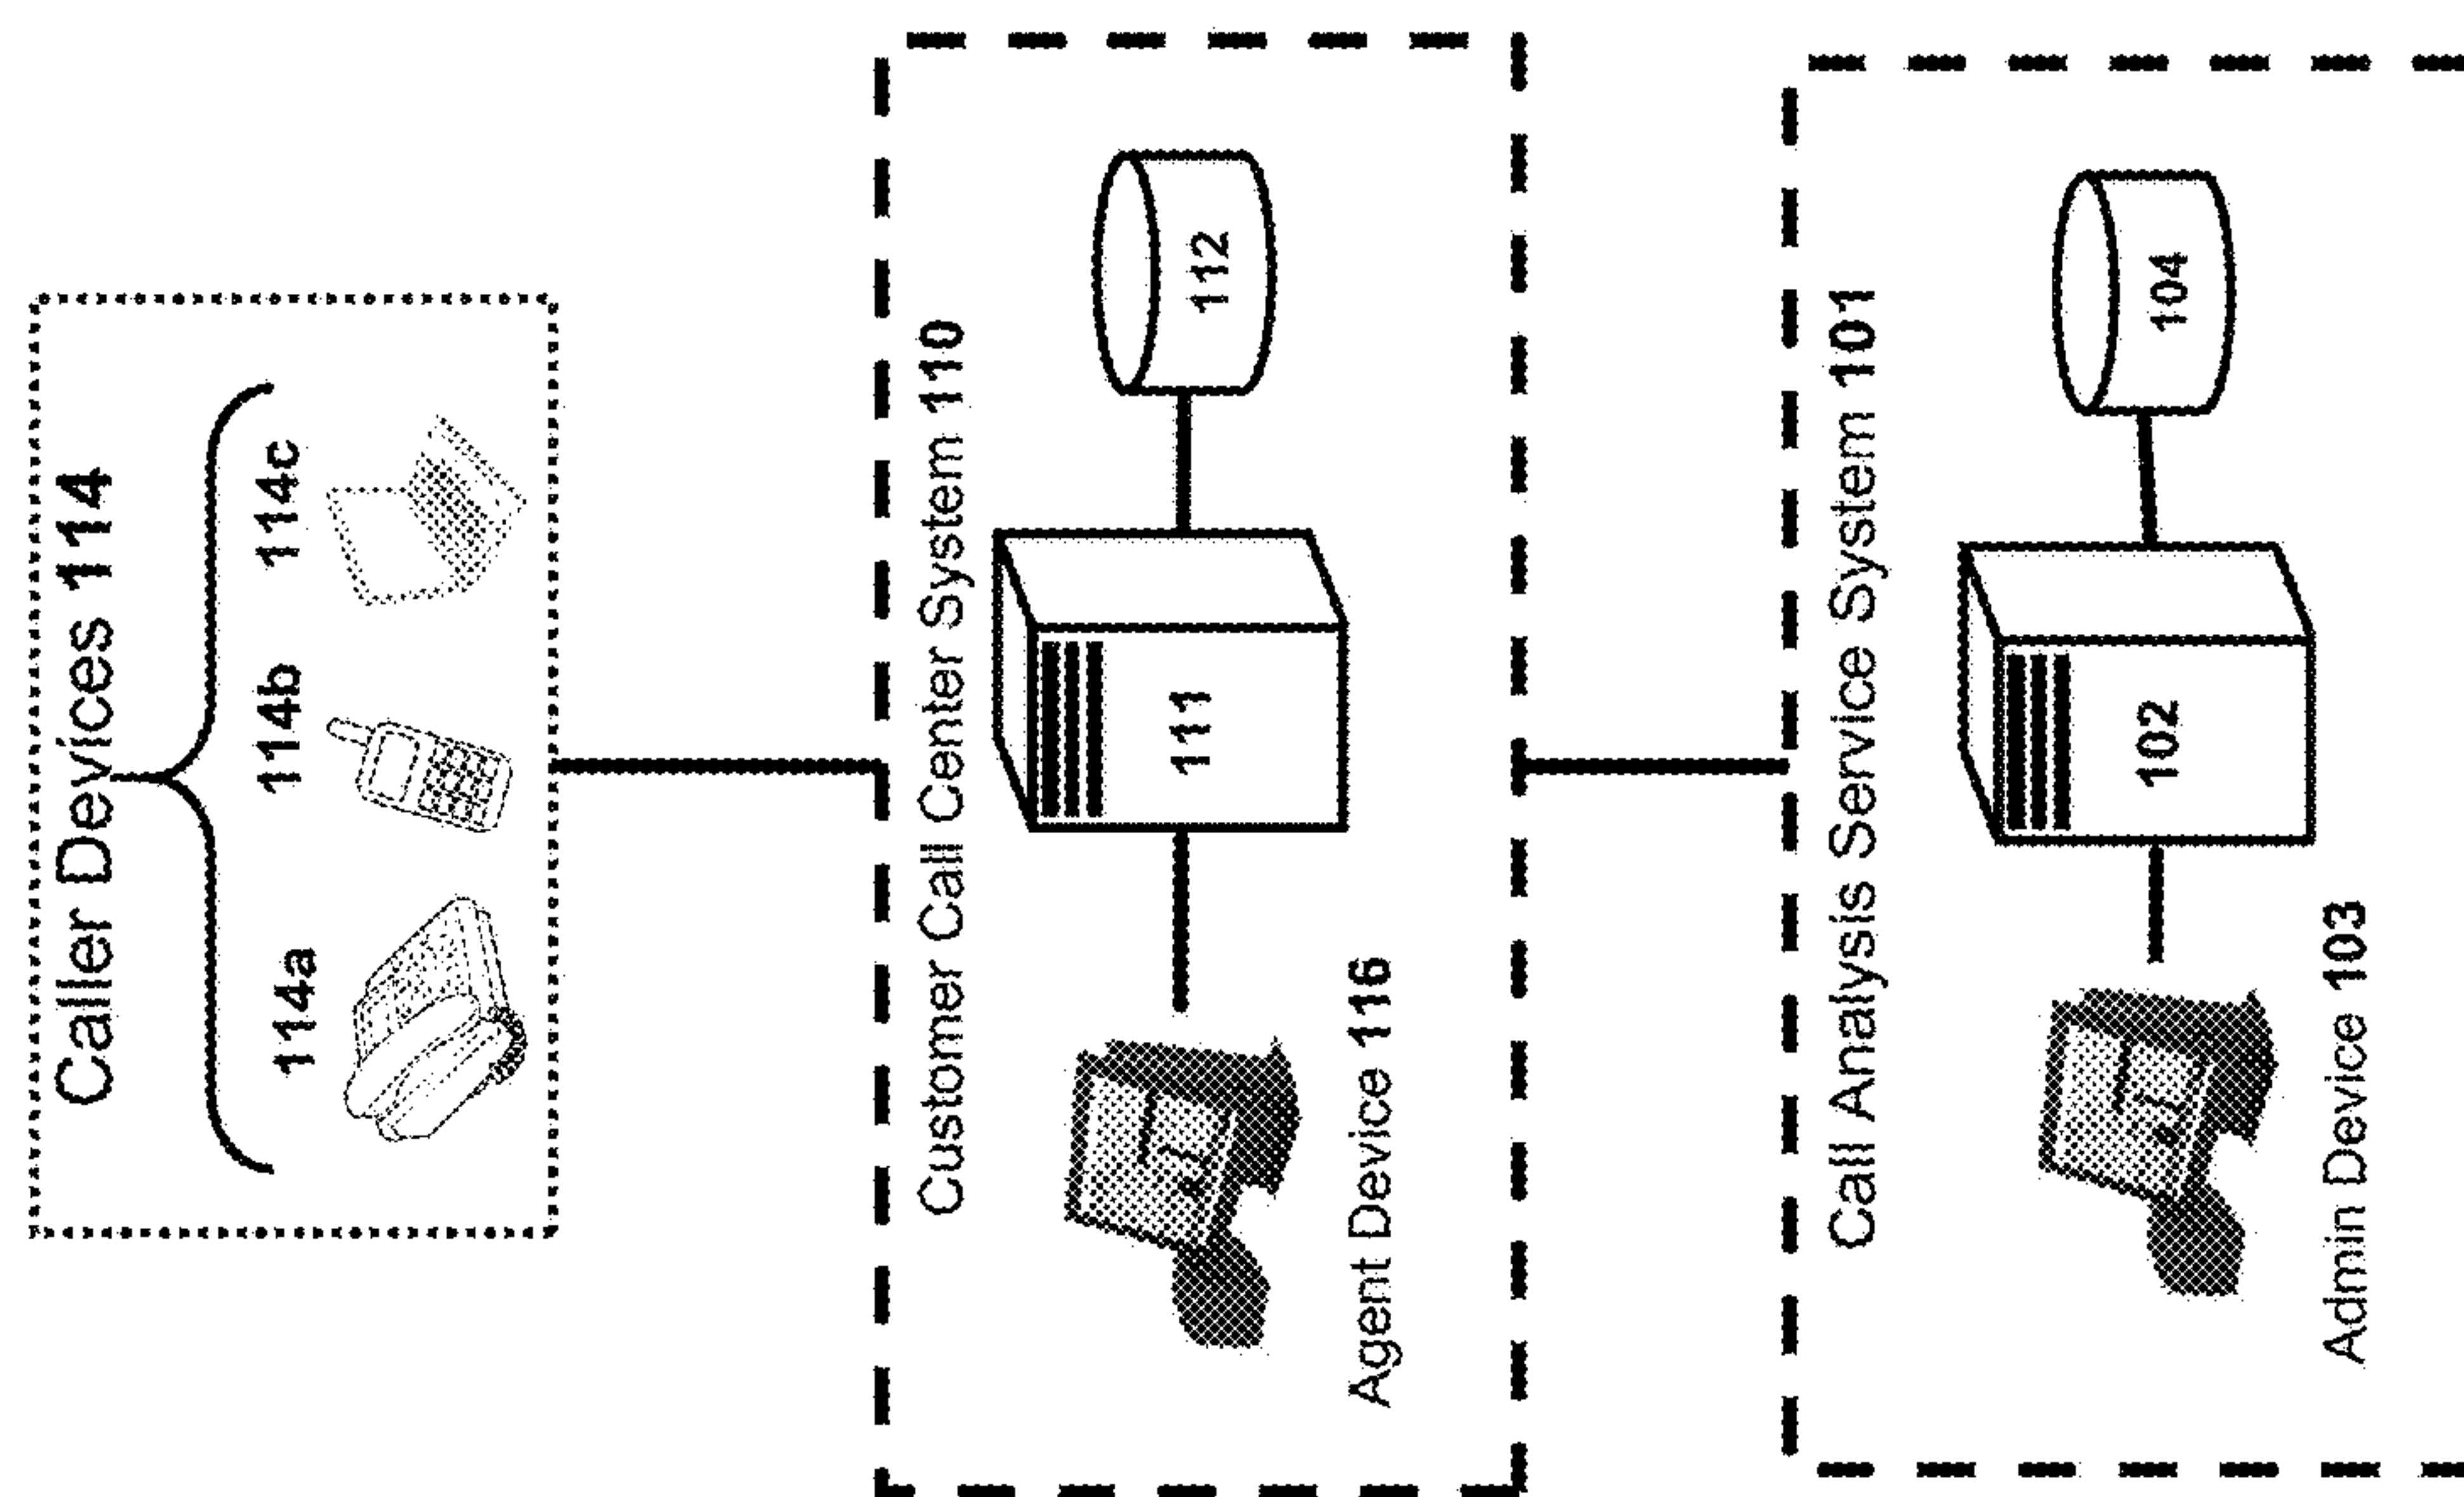 Caller Devices 114
114a
114b
114c
Customer Call Center System 110
111
112
Agent Device 116
Call Analysis Service System 101
102
104
Admin Device 103